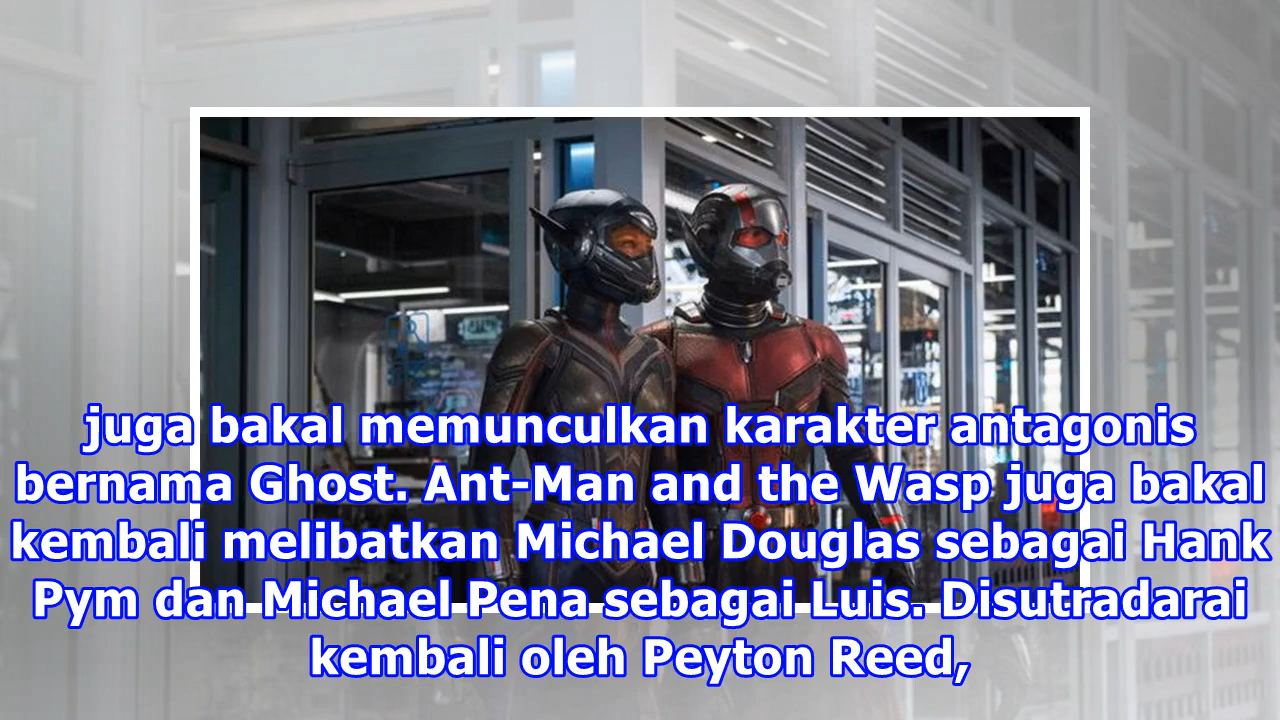 juga bakal memunculkan karakter antagonis
bernama Ghost. Ant-Man and the Wasp juga bakal
kembali melibatkan Michael Douglas sebagai Hank
Pym dan Michael Pena sebagai Luis. Disutradarai
kembali oleh Peyton Reed,